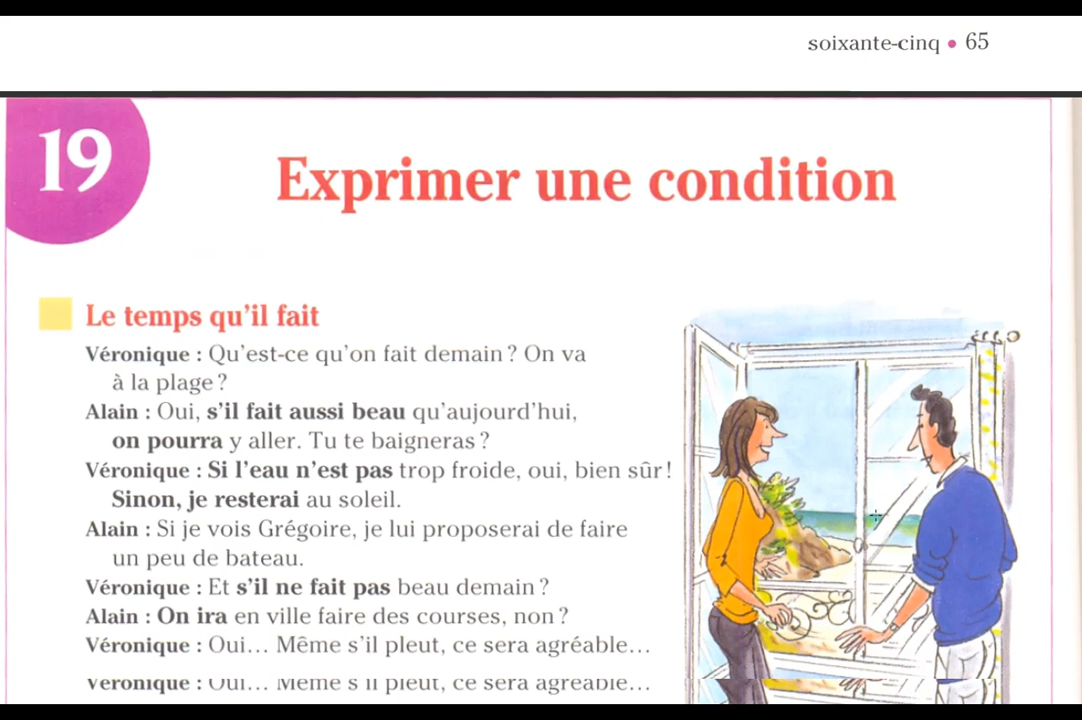 soixante-cinq • 65
19
Exprimer une condition
Le temps qu'il fait
Véronique : Qu'est-ce qu'on fait demain ? On va
à la plage ?
Alain : Oui, s'il fait aussi beau qu'aujourd'hui,
on pourra y aller. Tu te baigneras ?
Véronique : Si l'eau n'est pas trop froide, oui, bien sûr !
Sinon, je resterai au soleil.
Alain : Si je vois Grégoire, je lui proposerai de faire
un peu de bateau.
Véronique : Et s'il ne fait pas beau demain ?
Alain : On ira en ville faire des courses, non ?
Véronique : Oui... Même s'il pleut, ce sera agréable...
Véronique : Oui... Même s'il pleut, ce sera agréable...